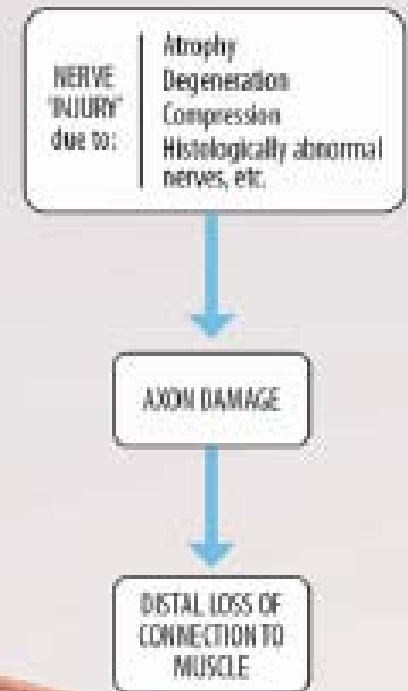 NERVE
'INJURY'
due to:
Atrophy
Degeneration
Compression
Histologically abnormal
nerves, etc.
AXON DAMAGE
DISTAL LOSS OF
CONNECTION TO
MUSCLE